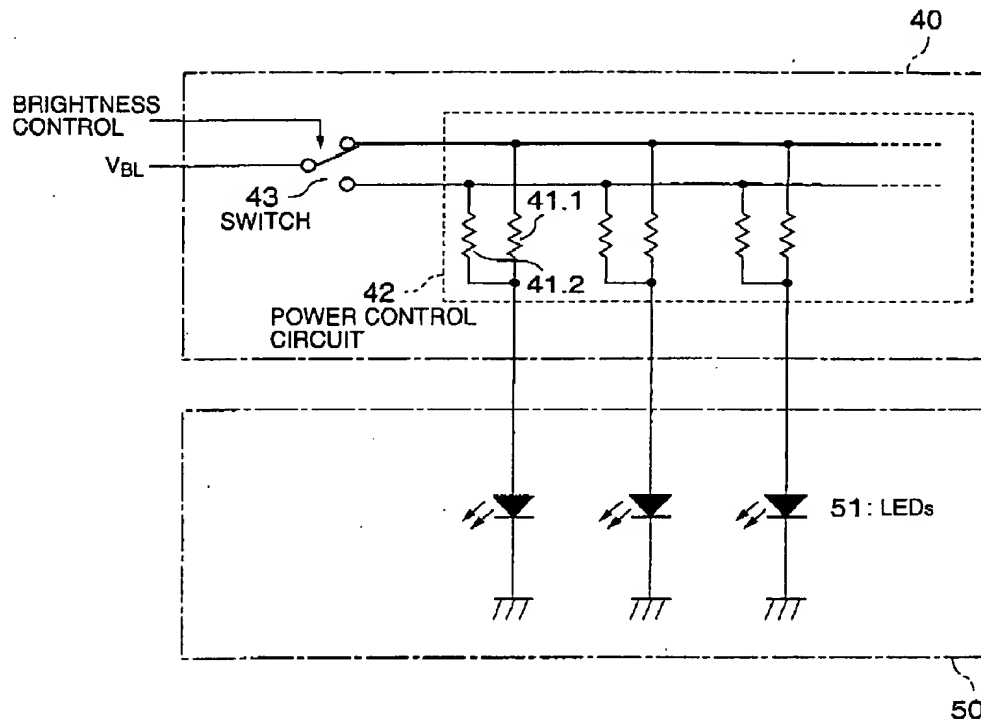 40
BRIGHTNESS
CONTROL
VBL
43
SWITCH
41.1
41.2
42
POWER CONTROL
CIRCUIT
51: LEDs
50